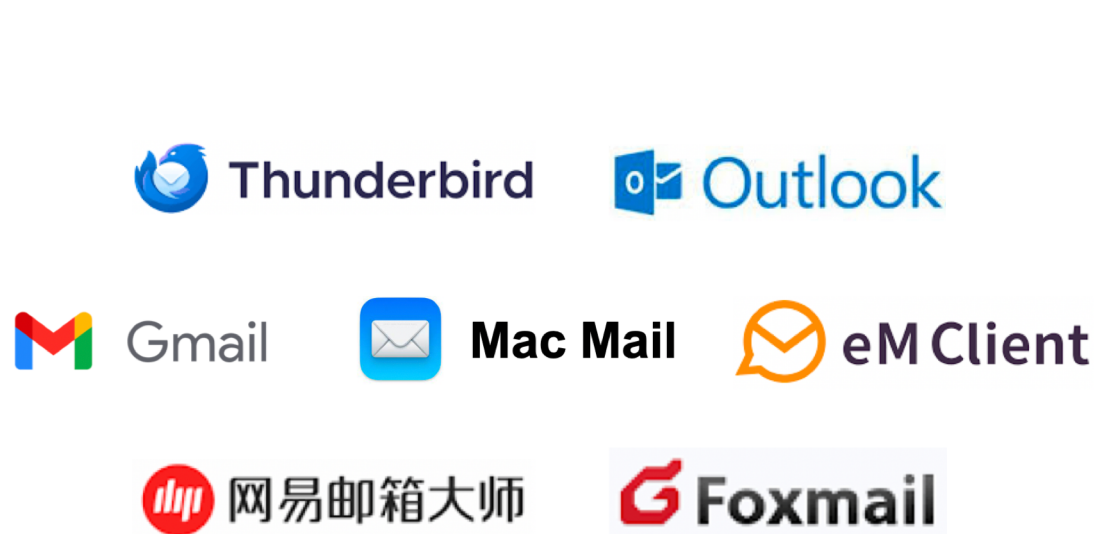 Thunderbird
Outlook
Gmail
Mac Mail
eM Client
网易邮箱大师
Foxmail